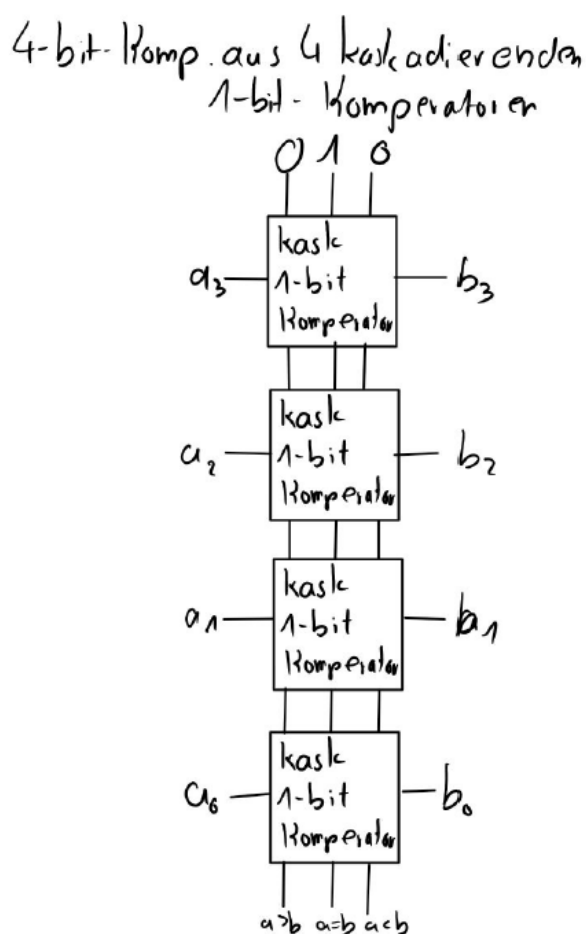 4-bit-Komp. aus 4 kaskadierenden
1-bit-Komperatoren
0 1 0
kask
a₃ 1-bit b₃
Komperator
kask
a₂ 1-bit b₂
Komperator
kask
a₁ 1-bit b₁
Komperator
kask
a₀ 1-bit b₀
Komperator
a>b a=b a<b